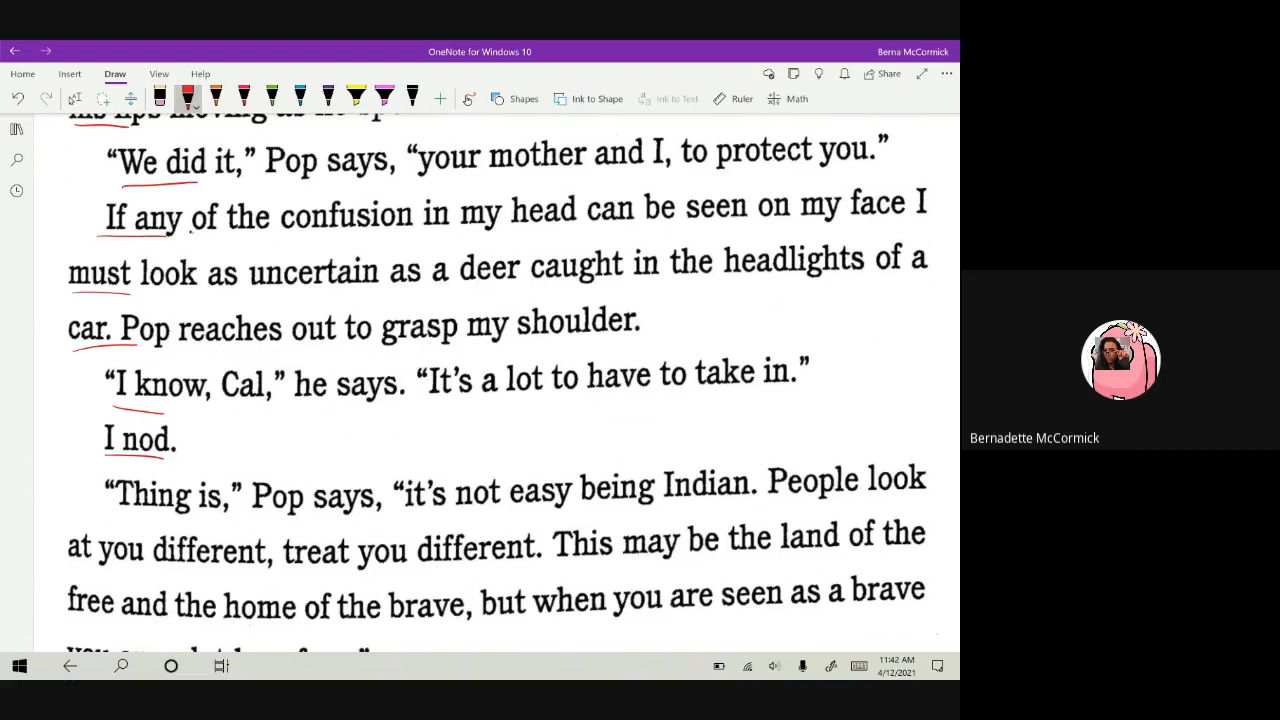 OneNote for Windows 10
Berna McCormick
Home Insert Draw View Help
Share
Shapes Ink to Shape Ink to Text Ruler Math
his lips moving as he
"We did it," Pop says, "your mother and I, to protect you."
If any of the confusion in my head can be seen on my face I
must look as uncertain as a deer caught in the headlights of a
car. Pop reaches out to grasp my shoulder.
"I know, Cal," he says. "It's a lot to have to take in."
I nod.
"Thing is," Pop says, "it's not easy being Indian. People look
at you different, treat you different. This may be the land of the
free and the home of the brave, but when you are seen as a brave
Bernadette McCormick
11:42 AM
4/12/2021